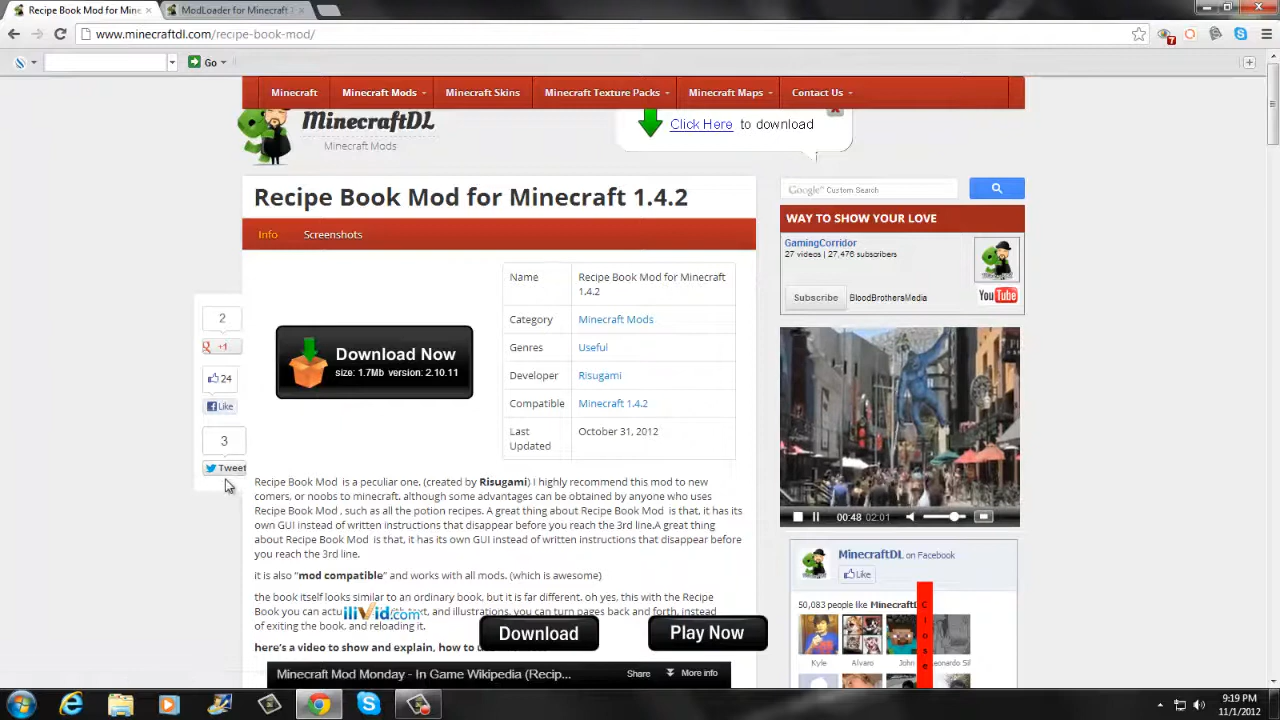 Recipe Book Mod for Mine
ModLoader for Minecraft
www.minecraftdl.com/recipe-book-mod/
7
Go
Minecraft Minecraft Mods Minecraft Skins Minecraft Texture Packs Minecraft Maps Contact Us
MinecraftDL
Minecraft Mods
Click Here to download
Recipe Book Mod for Minecraft 1.4.2
Info Screenshots
Download Now
size: 1.7Mb version: 2.10.11
Name Recipe Book Mod for Minecraft
1.4.2
Category Minecraft Mods
Genres Useful
Developer Risugami
Compatible Minecraft 1.4.2
Last October 31, 2012
Updated
2
+1
24
Like
3
Tweet
Recipe Book Mod is a peculiar one. (created by Risugami) I highly recommend this mod to new
comers, or noobs to minecraft. although some advantages can be obtained by anyone who uses
Recipe Book Mod , such as all the potion recipes. A great thing about Recipe Book Mod is that, it has its
own GUI instead of written instructions that disappear before you reach the 3rd line.A great thing
about Recipe Book Mod is that, it has its own GUI instead of written instructions that disappear before
you reach the 3rd line.
it is also “mod compatible” and works with all mods. (which is awesome)
the book itself looks similar to an ordinary book, but it is far different. oh yes, this with the Recipe
Book you can actu text, and illustrations, you can turn pages back and forth, instead
of exiting the book, and reloading it.
ilivid.com
Download
Play Now
here’s a video to show and explain, how to u
Minecraft Mod Monday - In Game Wikipedia (Recip...
Share More info
Google™ Custom Search
WAY TO SHOW YOUR LOVE
GamingCorridor
27 videos | 27,476 subscribers
Subscribe BloodBrothersMedia
YouTube
00:48 02:01
MinecraftDL on Facebook
Like
50,083 people like MinecraftD
Close
Kyle Alvaro John Leonardo Sil
9:19 PM
11/1/2012